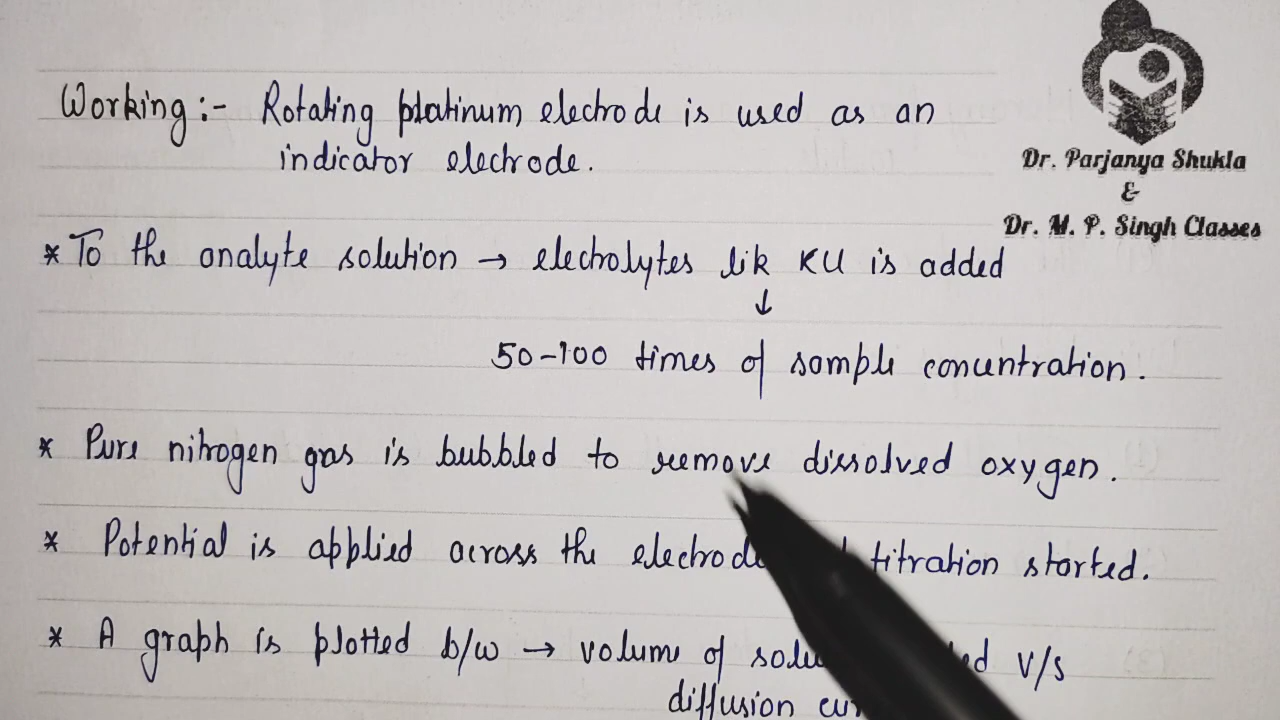 Working:- Rotating platinum electrode is used as an
indicator electrode.
Dr. Parjanya Shukla
&
Dr. M. P. Singh Classes
* To the analyte solution → electrolytes lik KCl is added
↓
50-100 times of sample concentration.
* Pure nitrogen gas is bubbled to remove dissolved oxygen.
* Potential is applied across the titration started.
* A graph is plotted b/w → volume of v/s
diffusion